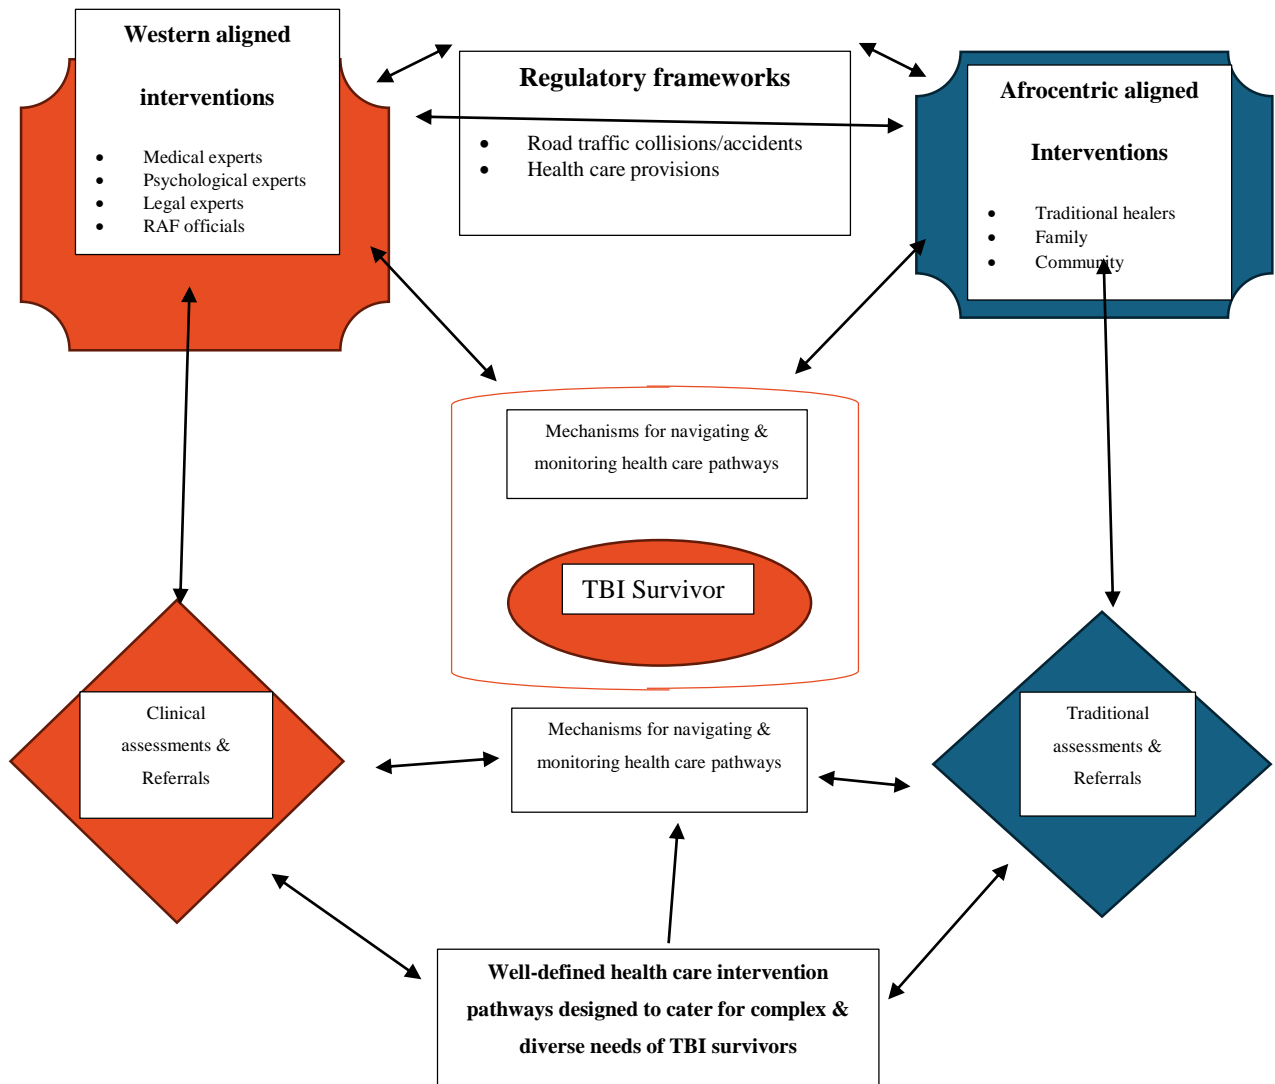 Western aligned
interventions
• Medical experts
• Psychological experts
• Legal experts
• RAF officials
Regulatory frameworks
• Road traffic collisions/accidents
• Health care provisions
Afrocentric aligned
Interventions
• Traditional healers
• Family
• Community
Mechanisms for navigating &
monitoring health care pathways
TBI Survivor
Clinical
assessments &
Referrals
Mechanisms for navigating &
monitoring health care pathways
Traditional
assessments &
Referrals
Well-defined health care intervention
pathways designed to cater for complex &
diverse needs of TBI survivors